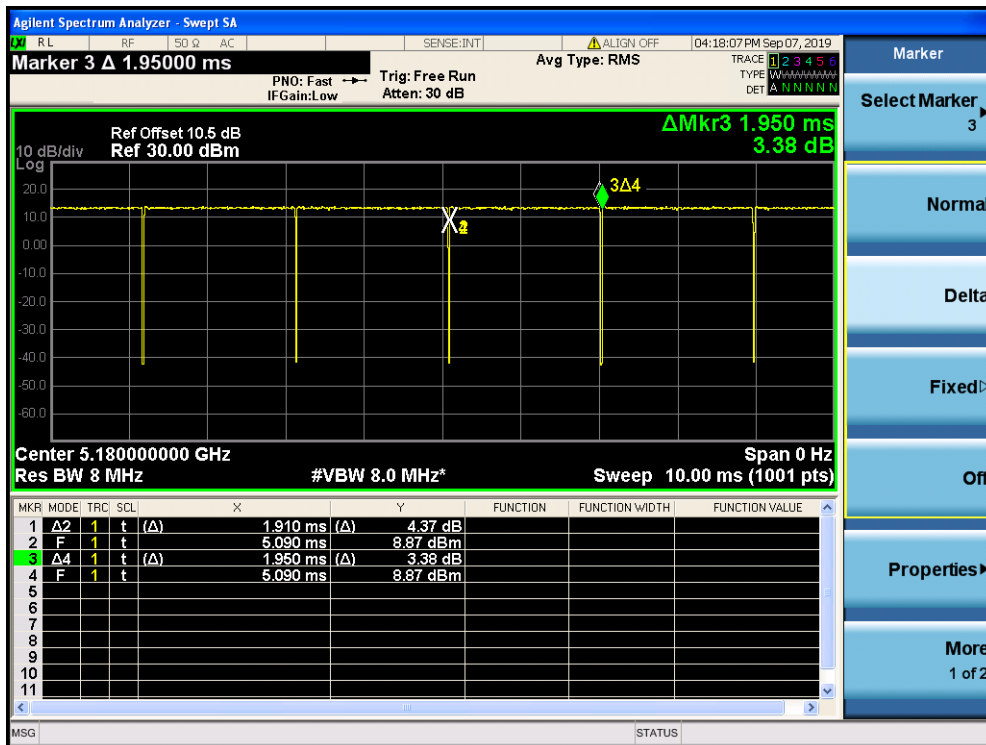 Agilent Spectrum Analyzer - Swept SA
LXI RL RF 50 Ω AC SENSE:INT ALIGN OFF 04:18:07 PM Sep 07, 2019
Marker 3 Δ 1.95000 ms
PNO: Fast
IFGain:Low
Trig: Free Run
Atten: 30 dB
Avg Type: RMS
TRACE 1 2 3 4 5 6
TYPE W
DET A N N N N N
Marker
Select Marker
3
Normal
Delta
Fixed
Off
Properties
More
1 of 2
Ref Offset 10.5 dB
Ref 30.00 dBm
10 dB/div
Log
ΔMkr3 1.950 ms
3.38 dB
20.0
10.0
0.00
-10.0
-20.0
-30.0
-40.0
-50.0
-60.0
3Δ4
Center 5.180000000 GHz
Span 0 Hz
Res BW 8 MHz
#VBW 8.0 MHz*
Sweep 10.00 ms (1001 pts)
MKR MODE TRC SCL X Y FUNCTION FUNCTION WIDTH FUNCTION VALUE
1 Δ2 1 t (Δ) 1.910 ms (Δ) 4.37 dB
2 F 1 t 5.090 ms 8.87 dBm
3 Δ4 1 t (Δ) 1.950 ms (Δ) 3.38 dB
4 F 1 t 5.090 ms 8.87 dBm
5
6
7
8
9
10
11
MSG
STATUS